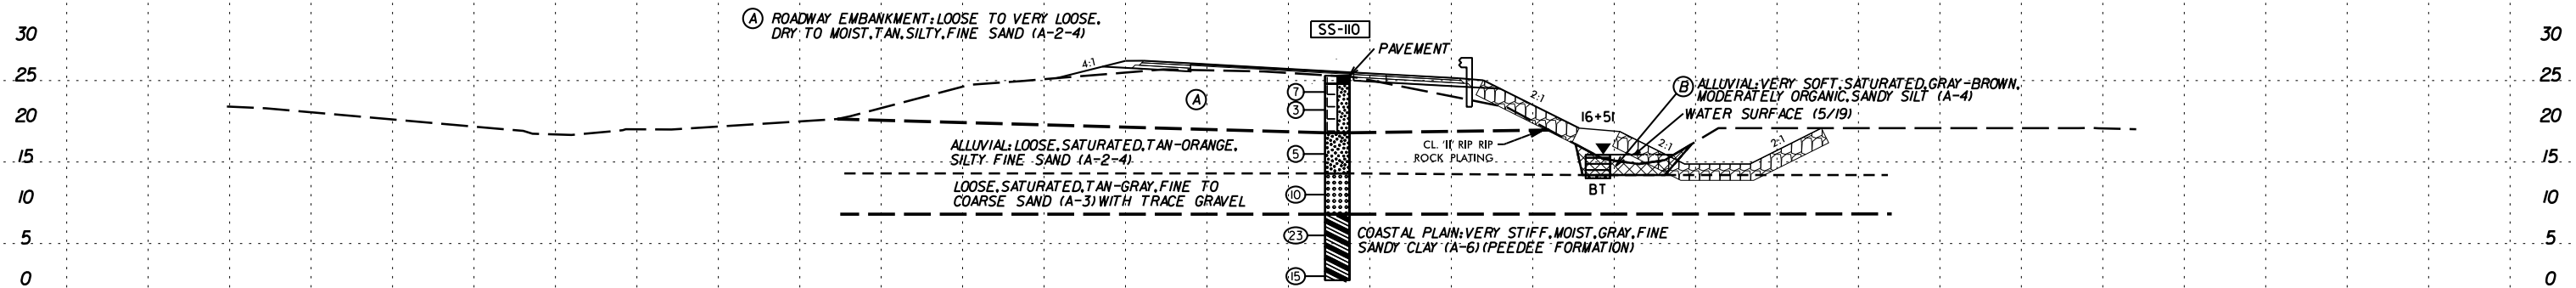 Ⓐ ROADWAY EMBANKMENT: LOOSE TO VERY LOOSE,
DRY TO MOIST, TAN, SILTY, FINE SAND (A-2-4)
SS-110
PAVEMENT
30
30
25
25
20
20
15
15
10
10
5
5
0
0
4:1
A
7
3
5
10
23
15
2:1
16+51
Ⓑ ALLUVIAL: VERY SOFT, SATURATED, GRAY-BROWN,
MODERATELY ORGANIC, SANDY SILT (A-4)
WATER SURFACE (5/19)
2:1
2:1
CL. 'II' RIP RIP
ROCK PLATING
BT
ALLUVIAL: LOOSE, SATURATED, TAN-ORANGE,
SILTY FINE SAND (A-2-4)
LOOSE, SATURATED, TAN-GRAY, FINE TO
COARSE SAND (A-3) WITH TRACE GRAVEL
COASTAL PLAIN: VERY STIFF, MOIST, GRAY, FINE
SANDY CLAY (A-6) (PEEDEE FORMATION)